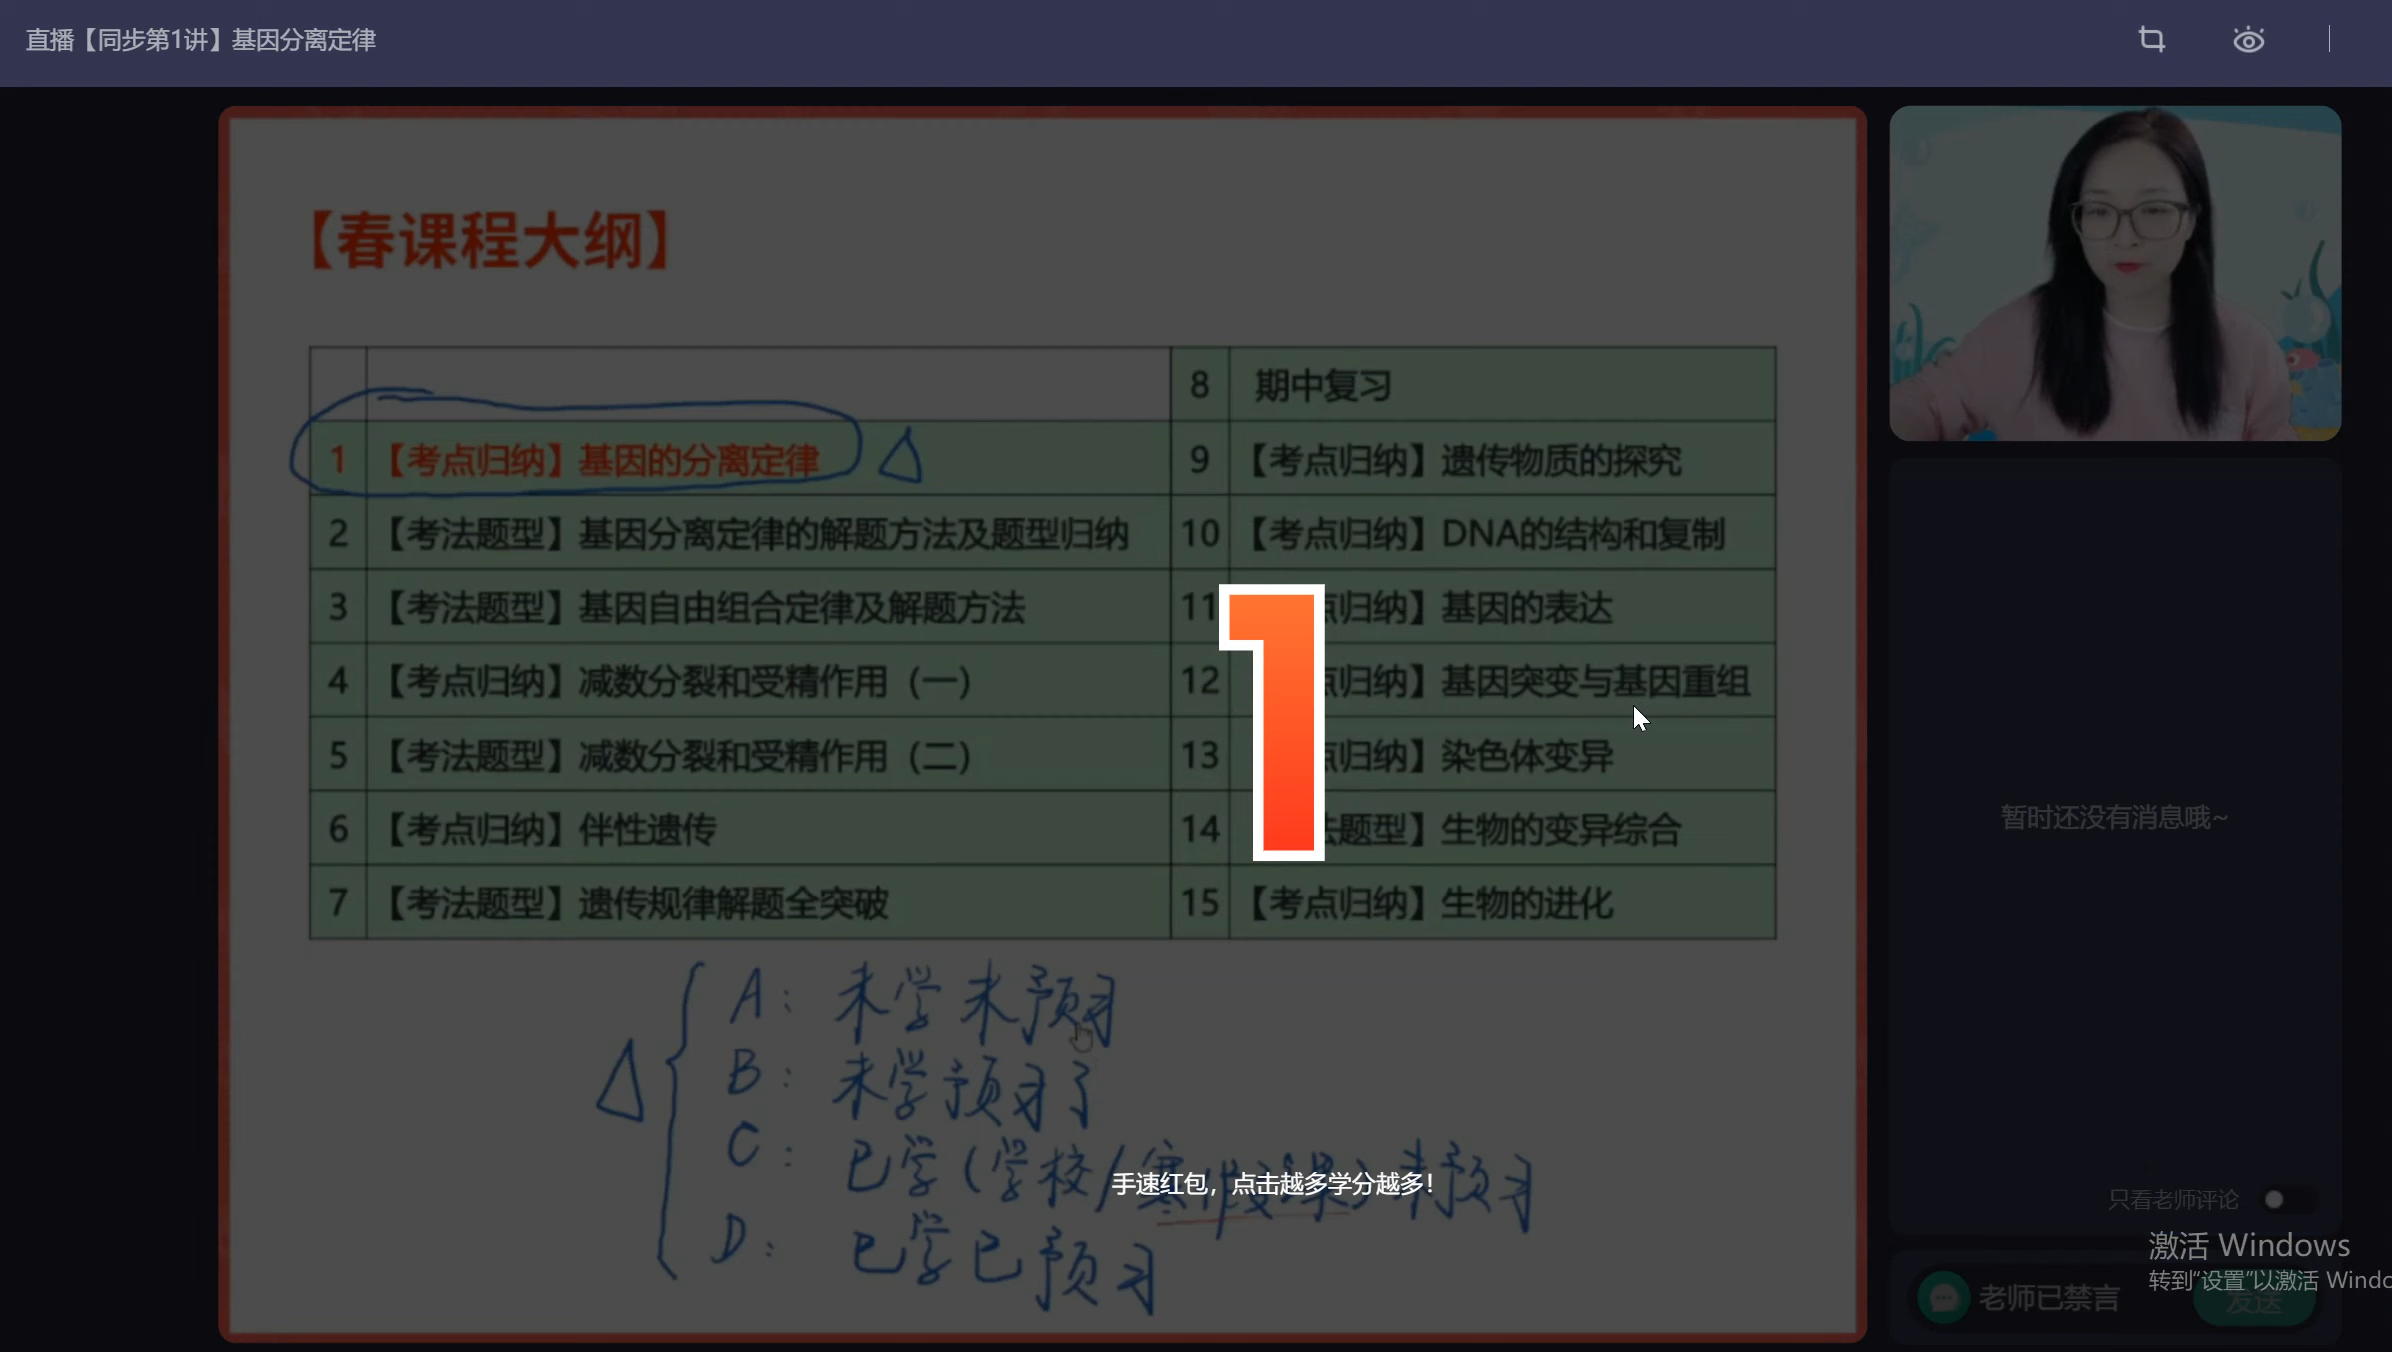 直播【同步第1讲】基因分离定律
【春课程大纲】
1 【考点归纳】基因的分离定律
2 【考法题型】基因分离定律的解题方法及题型归纳
3 【考法题型】基因自由组合定律及解题方法
4 【考点归纳】减数分裂和受精作用（一）
5 【考法题型】减数分裂和受精作用（二）
6 【考点归纳】伴性遗传
7 【考法题型】遗传规律解题全突破
8 期中复习
9 【考点归纳】遗传物质的探究
10 【考点归纳】DNA的结构和复制
11 点归纳】基因的表达
12 点归纳】基因突变与基因重组
13 点归纳】染色体变异
14 法题型】生物的变异综合
15 【考点归纳】生物的进化
1
A：未学未预习
B：未学预习了
C：已学(学校/寒假课)未预习
D：已学已预习
手速红包，点击越多学分越多！
暂时还没有消息哦~
只看老师评论
激活 Windows
转到“设置”以激活 Windo
老师已禁言
发送